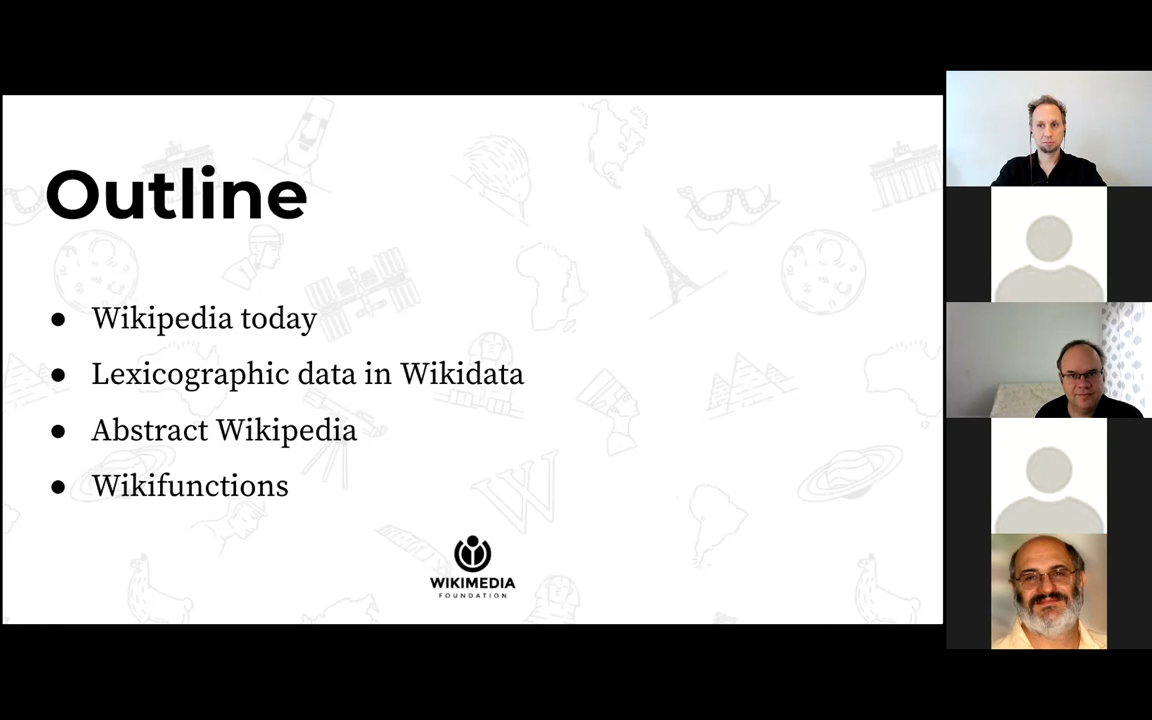 Outline
● Wikipedia today
● Lexicographic data in Wikidata
● Abstract Wikipedia
● Wikifunctions
W
WIKIMEDIA
FOUNDATION